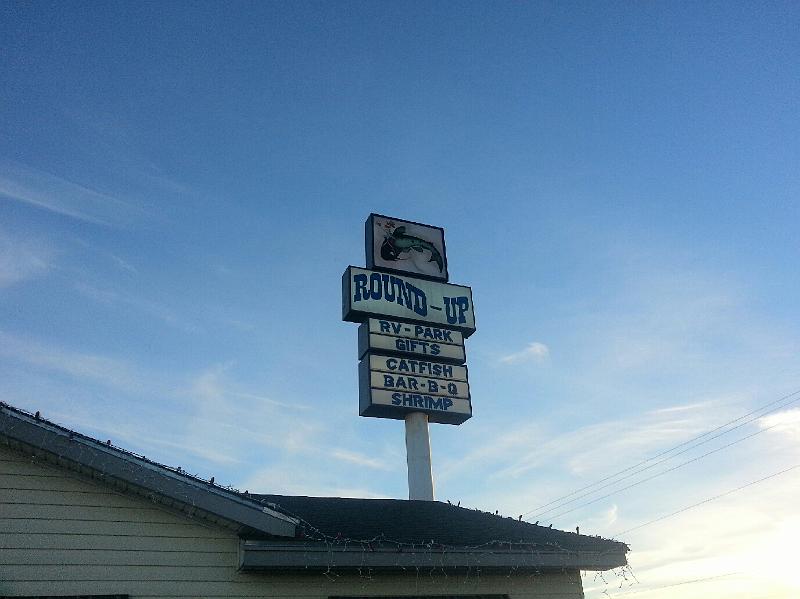 ROUND-UP
RV-PARK
GIFTS
CATFISH
BAR-B-Q
SHRIMP